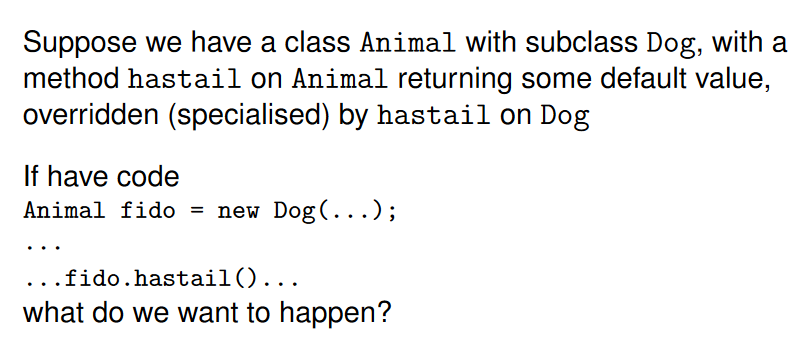 Suppose we have a class Animal with subclass Dog, with a
method hastail on Animal returning some default value,
overridden (specialised) by hastail on Dog
If have code
Animal fido = new Dog(...);
...
...fido.hastail()...
what do we want to happen?